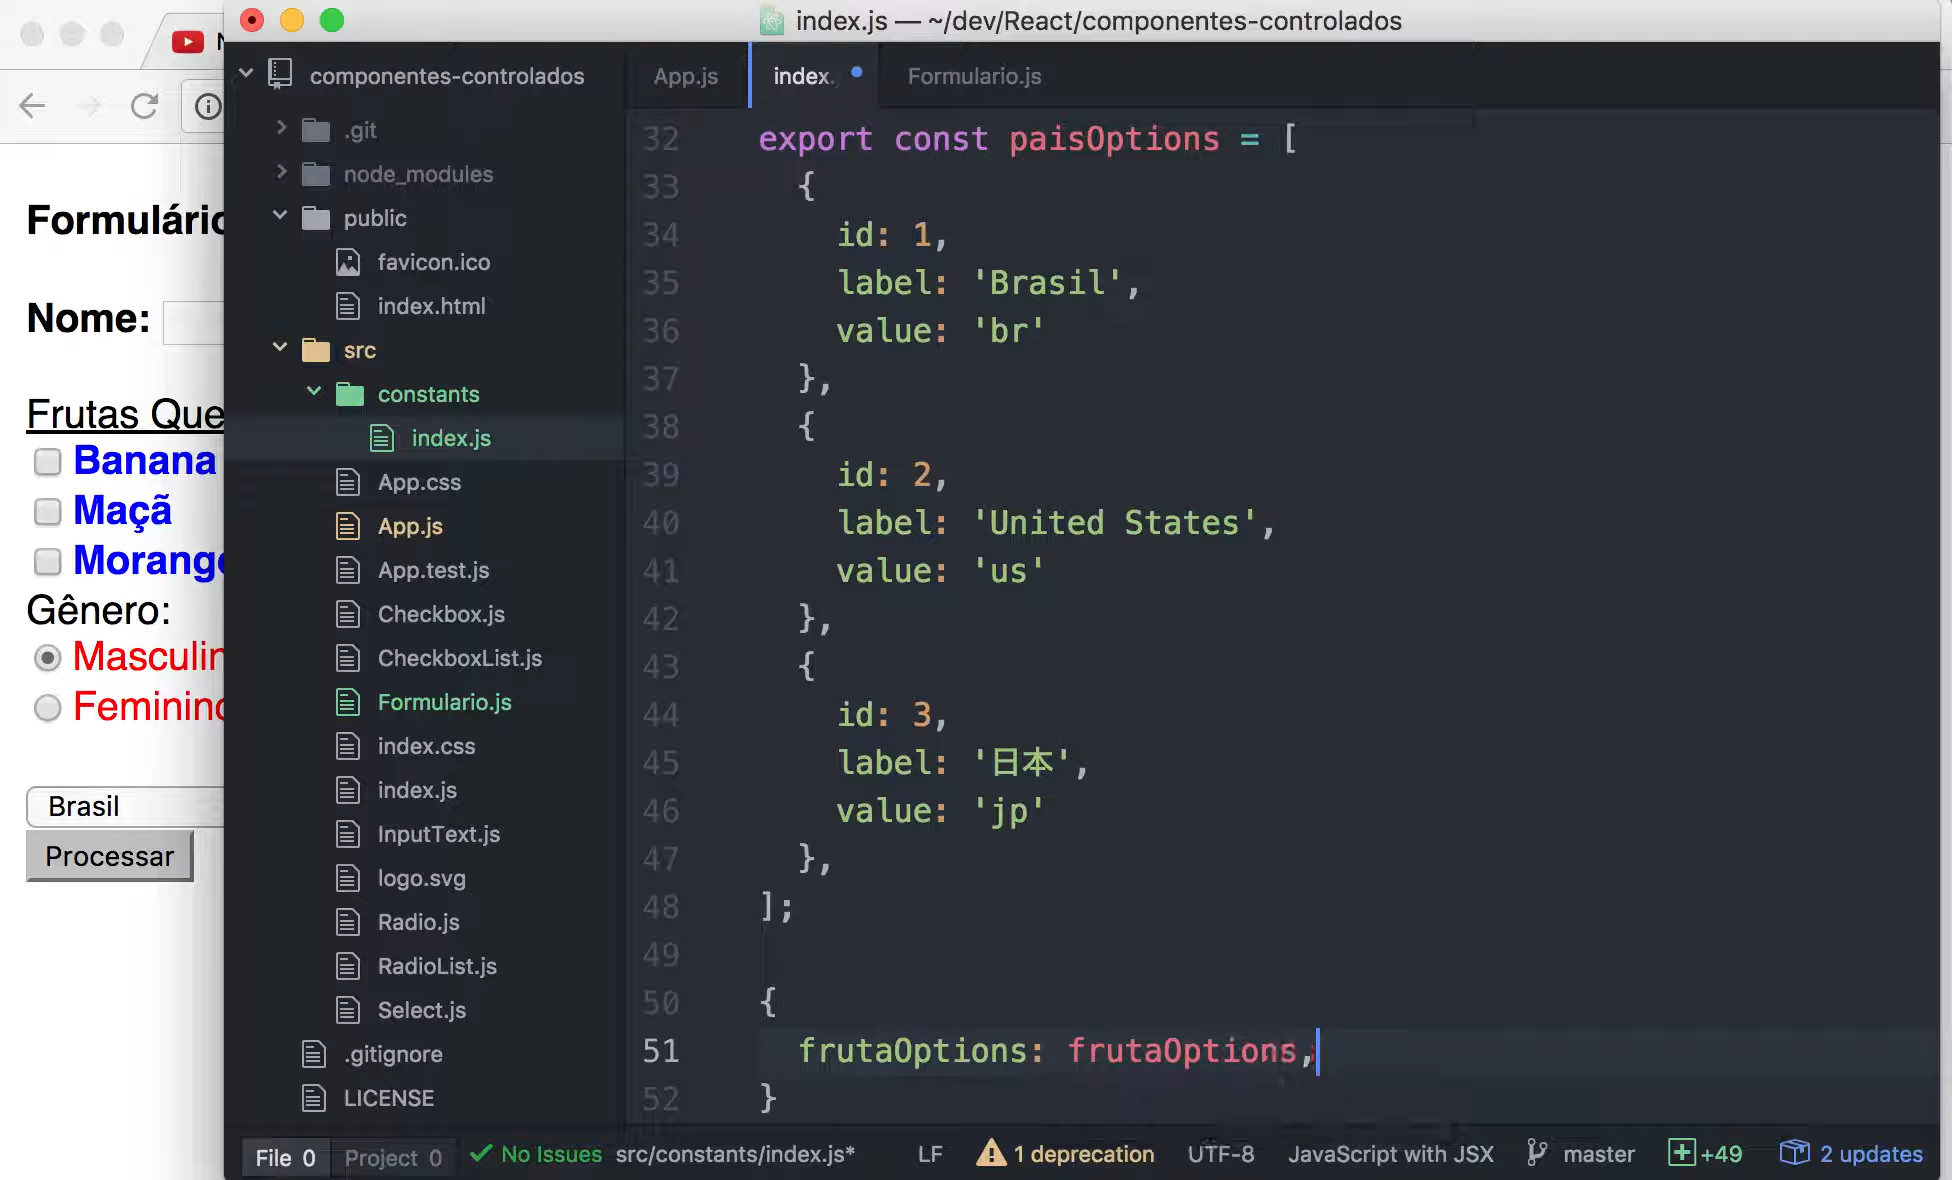 index.js — ~/dev/React/componentes-controlados
componentes-controlados
.git
node_modules
public
favicon.ico
index.html
src
constants
index.js
App.css
App.js
App.test.js
Checkbox.js
CheckboxList.js
Formulario.js
index.css
index.js
InputText.js
logo.svg
Radio.js
RadioList.js
Select.js
.gitignore
LICENSE
App.js
index.
Formulario.js
32 export const paisOptions = [
33 {
34 id: 1,
35 label: 'Brasil',
36 value: 'br'
37 },
38 {
39 id: 2,
40 label: 'United States',
41 value: 'us'
42 },
43 {
44 id: 3,
45 label: '日本',
46 value: 'jp'
47 },
48 ];
49
50 {
51 frutaOptions: frutaOptions,
52 }
File 0 Project 0 No Issues src/constants/index.js* LF 1 deprecation UTF-8 JavaScript with JSX master +49 2 updates
Formulário
Nome:
Frutas Que
Banana
Maçã
Morango
Gênero:
Masculin
Feminino
Brasil
Processar